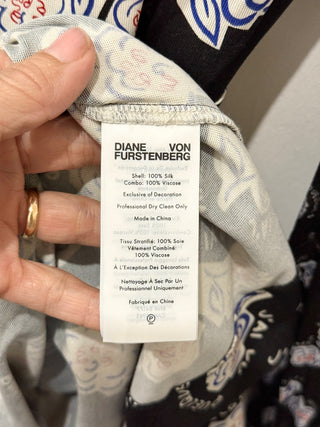 DIANE VON
FURSTENBERG
Shell: 100% Silk
Combo: 100% Viscose
Exclusive of Decoration
Professional Dry Clean Only
Made in China
Tissu Stratifié: 100% Soie
Vêtement Combiné:
100% Viscose
À L'Exception Des Décorations
Nettoyage À Sec Par Un
Professionnel Uniquement
Fabriqué en Chine
P
J'AI